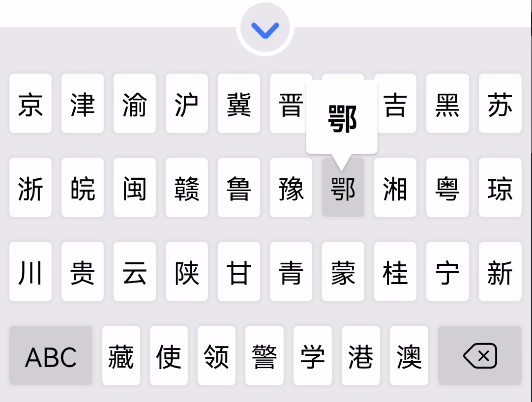 鄂
京 津 渝 沪 冀 晋 吉 黑 苏
浙 皖 闽 赣 鲁 豫 鄂 湘 粤 琼
川 贵 云 陕 甘 青 蒙 桂 宁 新
ABC 藏 使 领 警 学 港 澳